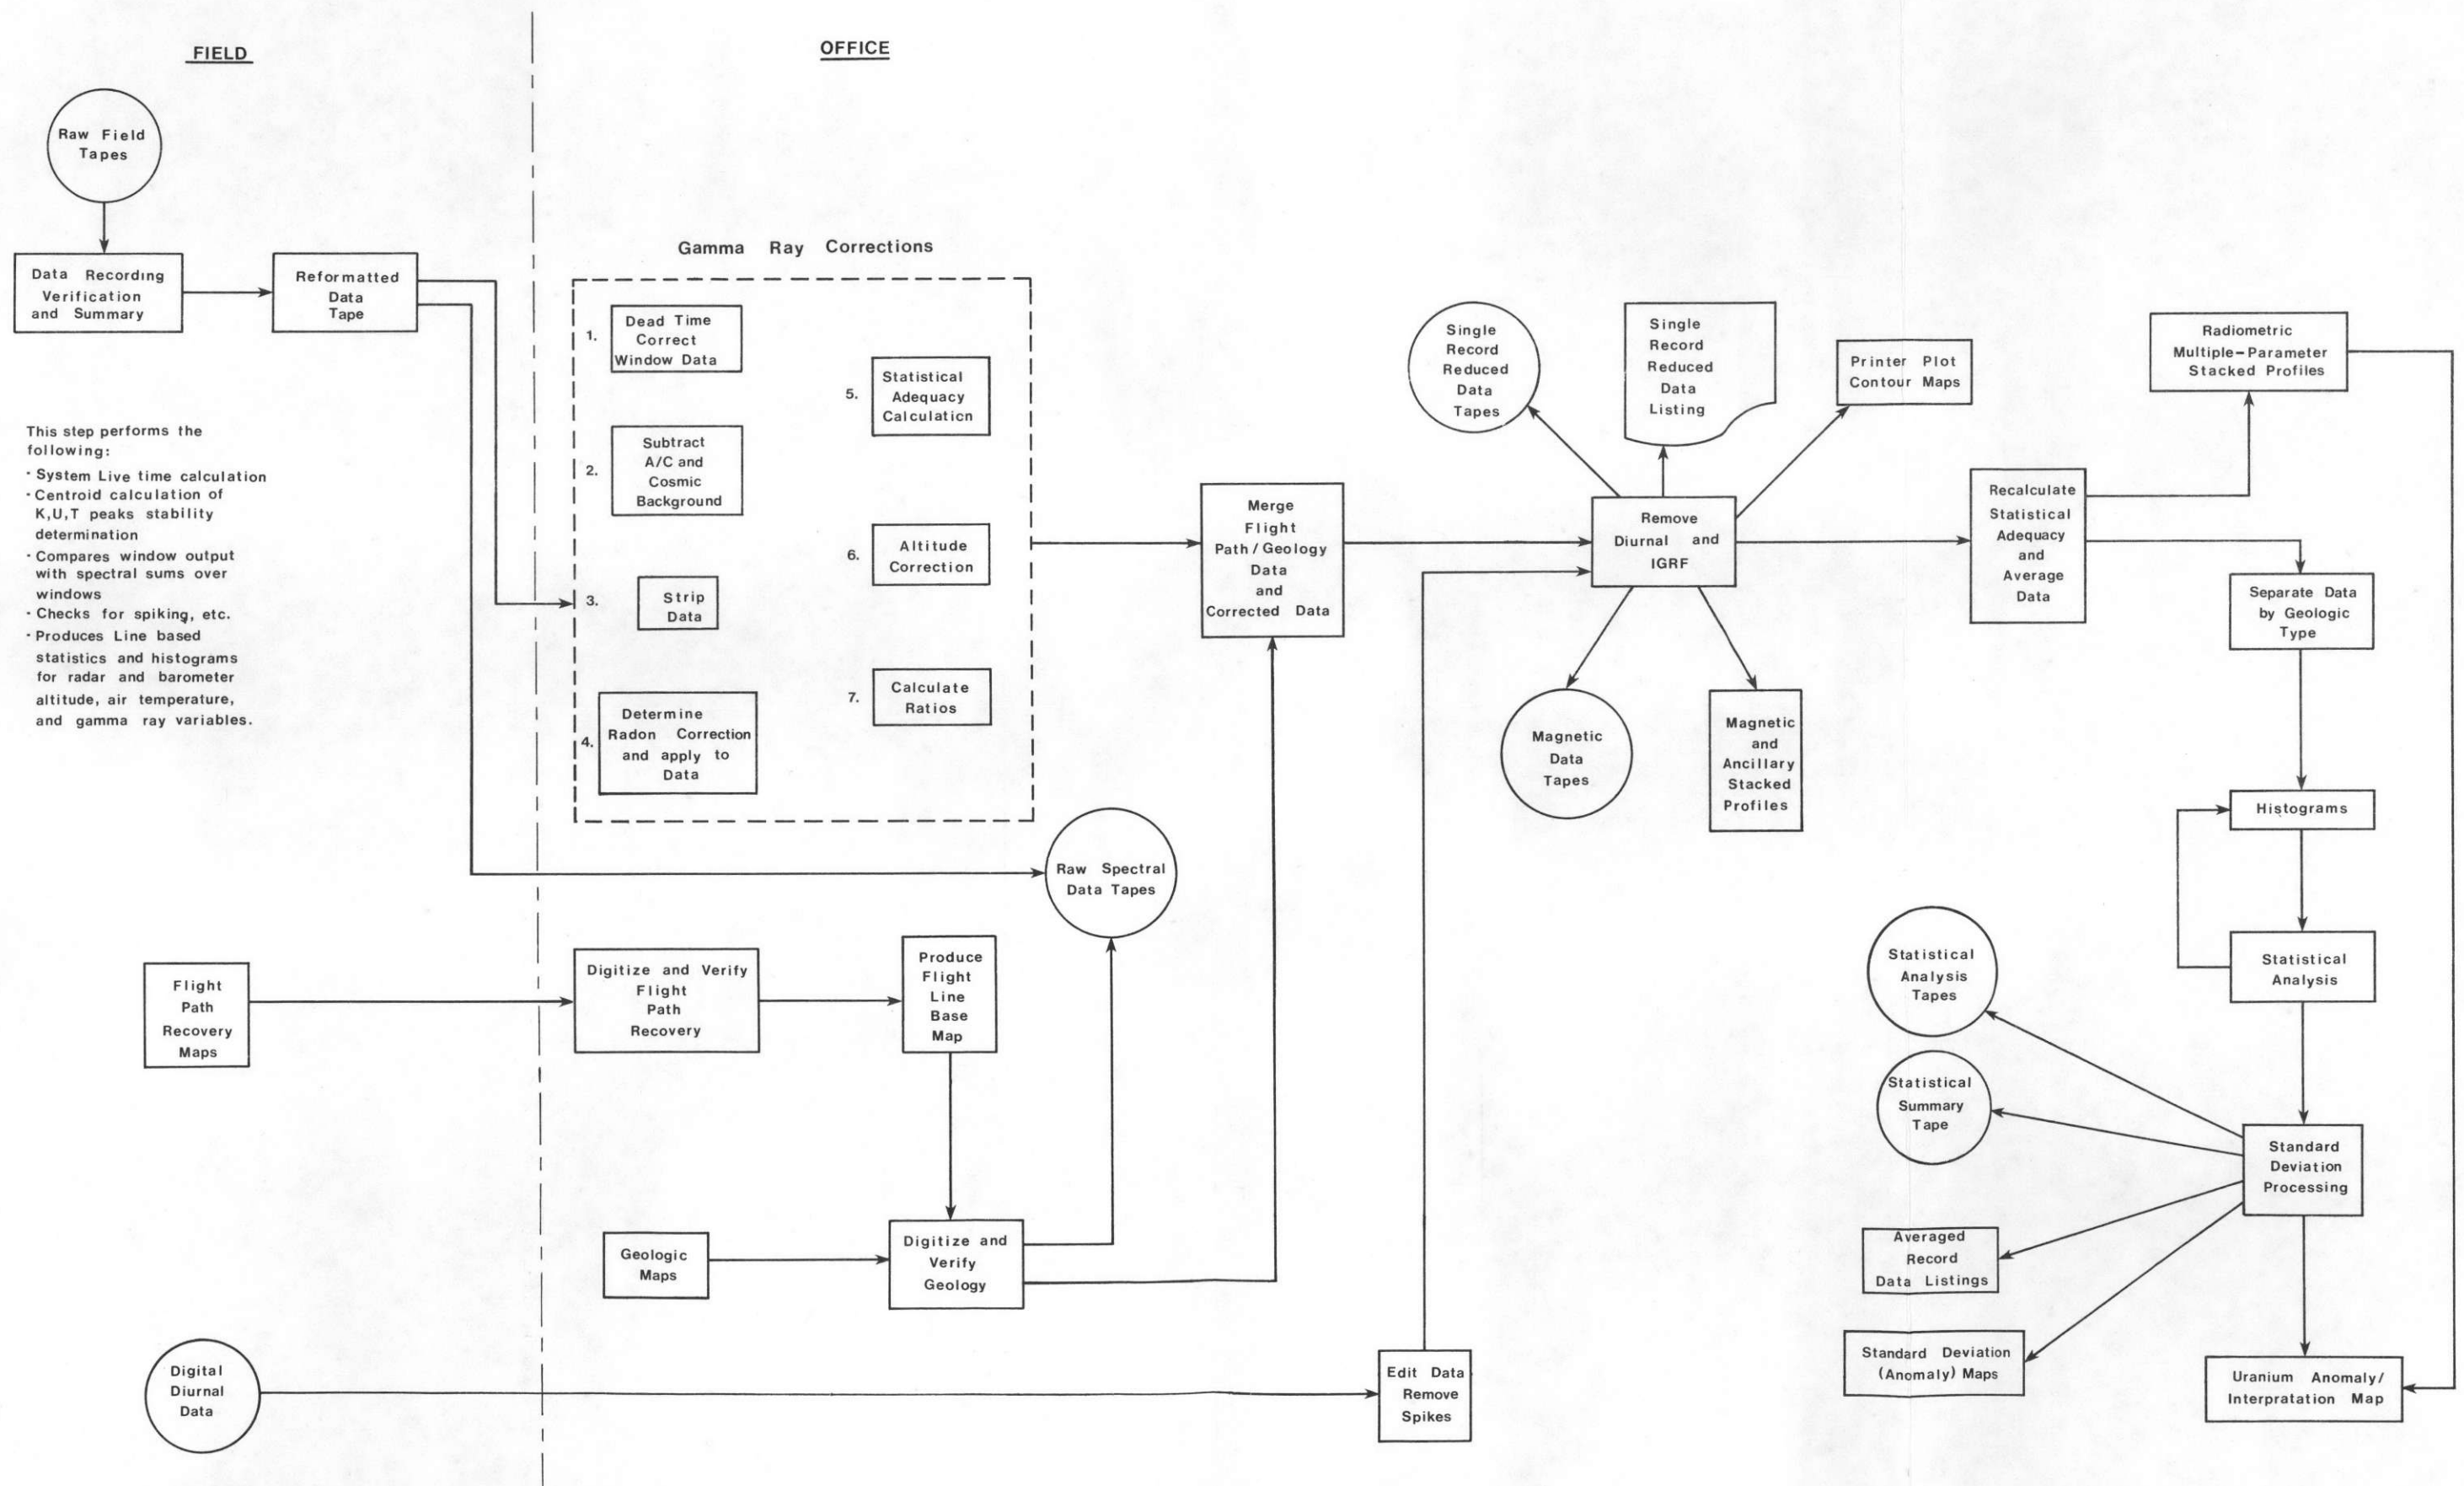 FIELD
OFFICE
Raw Field
Tapes
Data Recording
Verification
and Summary
Reformatted
Data
Tape
This step performs the
following:
· System Live time calculation
· Centroid calculation of
K,U,T peaks stability
determination
· Compares window output
with spectral sums over
windows
· Checks for spiking, etc.
· Produces Line based
statistics and histograms
for radar and barometer
altitude, air temperature,
and gamma ray variables.
Gamma Ray Corrections
1.
Dead Time
Correct
Window Data
2.
Subtract
A/C and
Cosmic
Background
3.
Strip
Data
4.
Determine
Radon Correction
and apply to
Data
5.
Statistical
Adequacy
Calculation
6.
Altitude
Correction
7.
Calculate
Ratios
Raw Spectral
Data Tapes
Flight
Path
Recovery
Maps
Digitize and Verify
Flight
Path
Recovery
Produce
Flight
Line
Base
Map
Geologic
Maps
Digitize and
Verify
Geology
Digital
Diurnal
Data
Edit Data
Remove
Spikes
Merge
Flight
Path/Geology
Data
and
Corrected Data
Single
Record
Reduced
Data
Tapes
Single
Record
Reduced
Data
Listing
Printer Plot
Contour Maps
Remove
Diurnal and
IGRF
Magnetic
Data
Tapes
Magnetic
and
Ancillary
Stacked
Profiles
Recalculate
Statistical
Adequacy
and
Average
Data
Radiometric
Multiple-Parameter
Stacked Profiles
Separate Data
by Geologic
Type
Histograms
Statistical
Analysis
Statistical
Analysis
Tapes
Statistical
Summary
Tape
Standard
Deviation
Processing
Averaged
Record
Data Listings
Standard Deviation
(Anomaly) Maps
Uranium Anomaly/
Interpratation Map